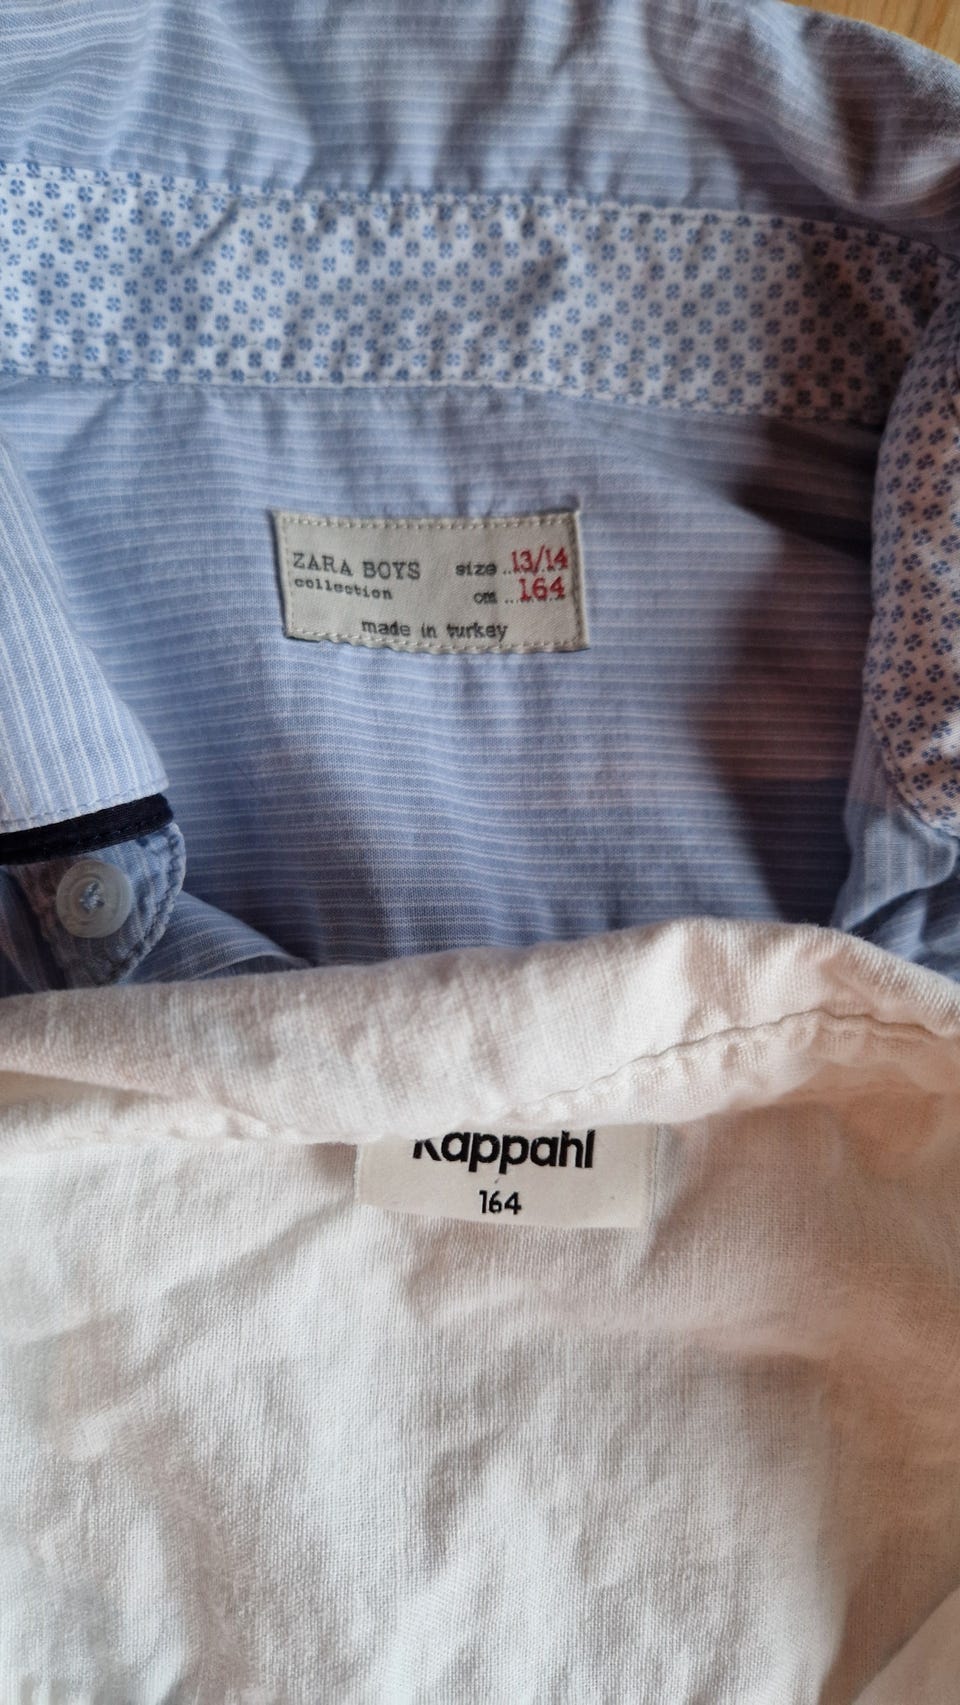 ZARA BOYS size..13/14
collection cm...164
made in turkey
Kappahl
164